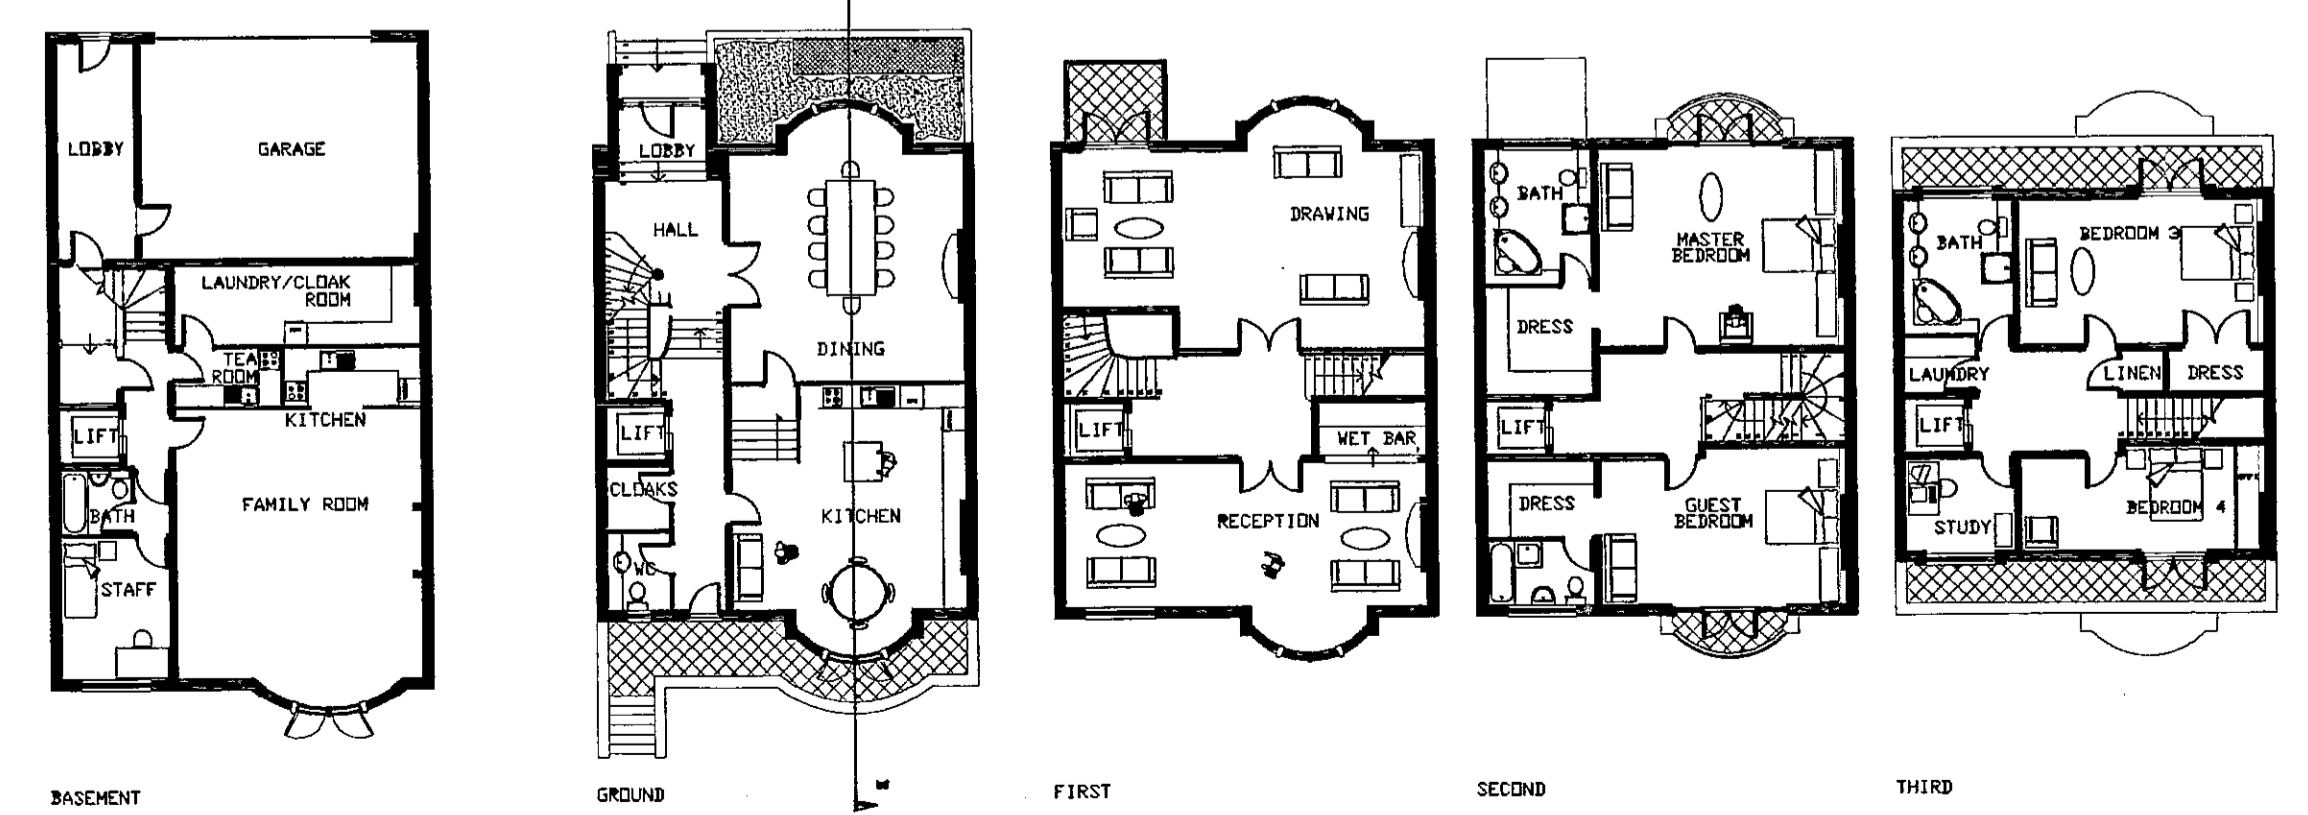 LOBBY
GARAGE
LAUNDRY/CLOAK
ROOM
TEA
ROOM
KITCHEN
LIFT
BATH
FAMILY ROOM
STAFF
BASEMENT
LOBBY
HALL
DINING
LIFT
CLOAKS
KITCHEN
WC
GROUND
DRAWING
LIFT
WET BAR
RECEPTION
FIRST
BATH
MASTER
BEDROOM
DRESS
LIFT
DRESS
GUEST
BEDROOM
SECOND
BATH
BEDROOM 3
LAUNDRY
LINEN
DRESS
LIFT
STUDY
BEDROOM 4
THIRD